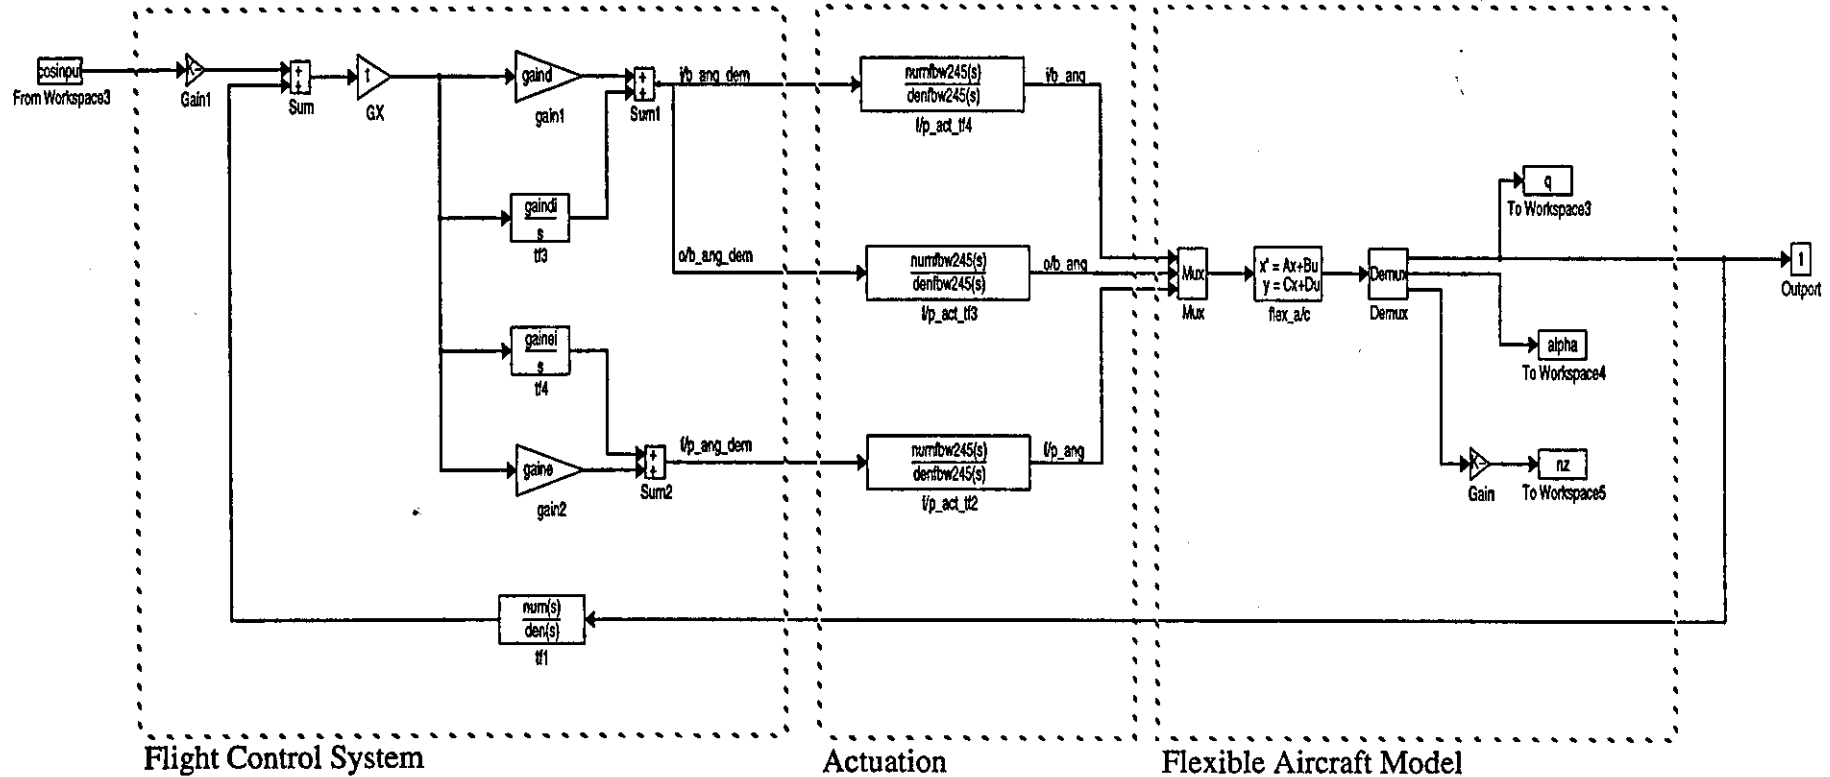 cosinput
From Workspace3
Gain1
+
+
Sum
GX
gaind
gain1
+
+
Sum1
gaindi
s
tf3
gainei
s
tf4
gaine
gain2
+
+
Sum2
num(s)
den(s)
tf1
i/b_ang_dem
o/b_ang_dem
f/p_ang_dem
numfbw245(s)
denfbw245(s)
f/p_act_tf4
numfbw245(s)
denfbw245(s)
f/p_act_tf3
numfbw245(s)
denfbw245(s)
f/p_act_tf2
i/b_ang
o/b_ang
f/p_ang
Mux
Mux
x' = Ax+Bu
y = Cx+Du
flex_a/c
Demux
Demux
q
To Workspace3
alpha
To Workspace4
Gain
nz
To Workspace5
1
Outport
Flight Control System
Actuation
Flexible Aircraft Model